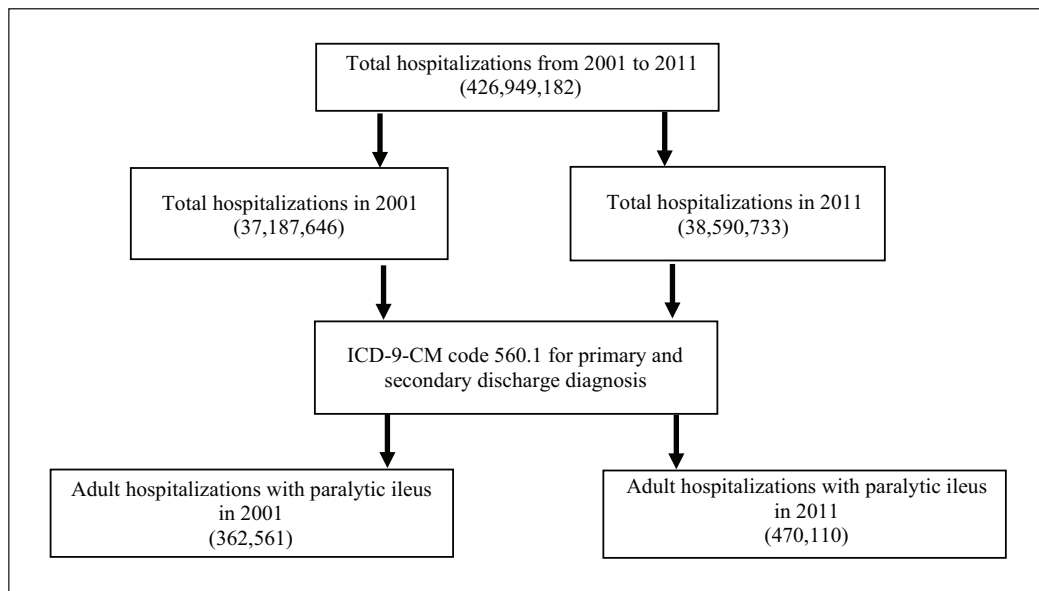 Total hospitalizations from 2001 to 2011
(426,949,182)
Total hospitalizations in 2001
(37,187,646)
Total hospitalizations in 2011
(38,590,733)
ICD-9-CM code 560.1 for primary and
secondary discharge diagnosis
Adult hospitalizations with paralytic ileus
in 2001
(362,561)
Adult hospitalizations with paralytic ileus
in 2011
(470,110)